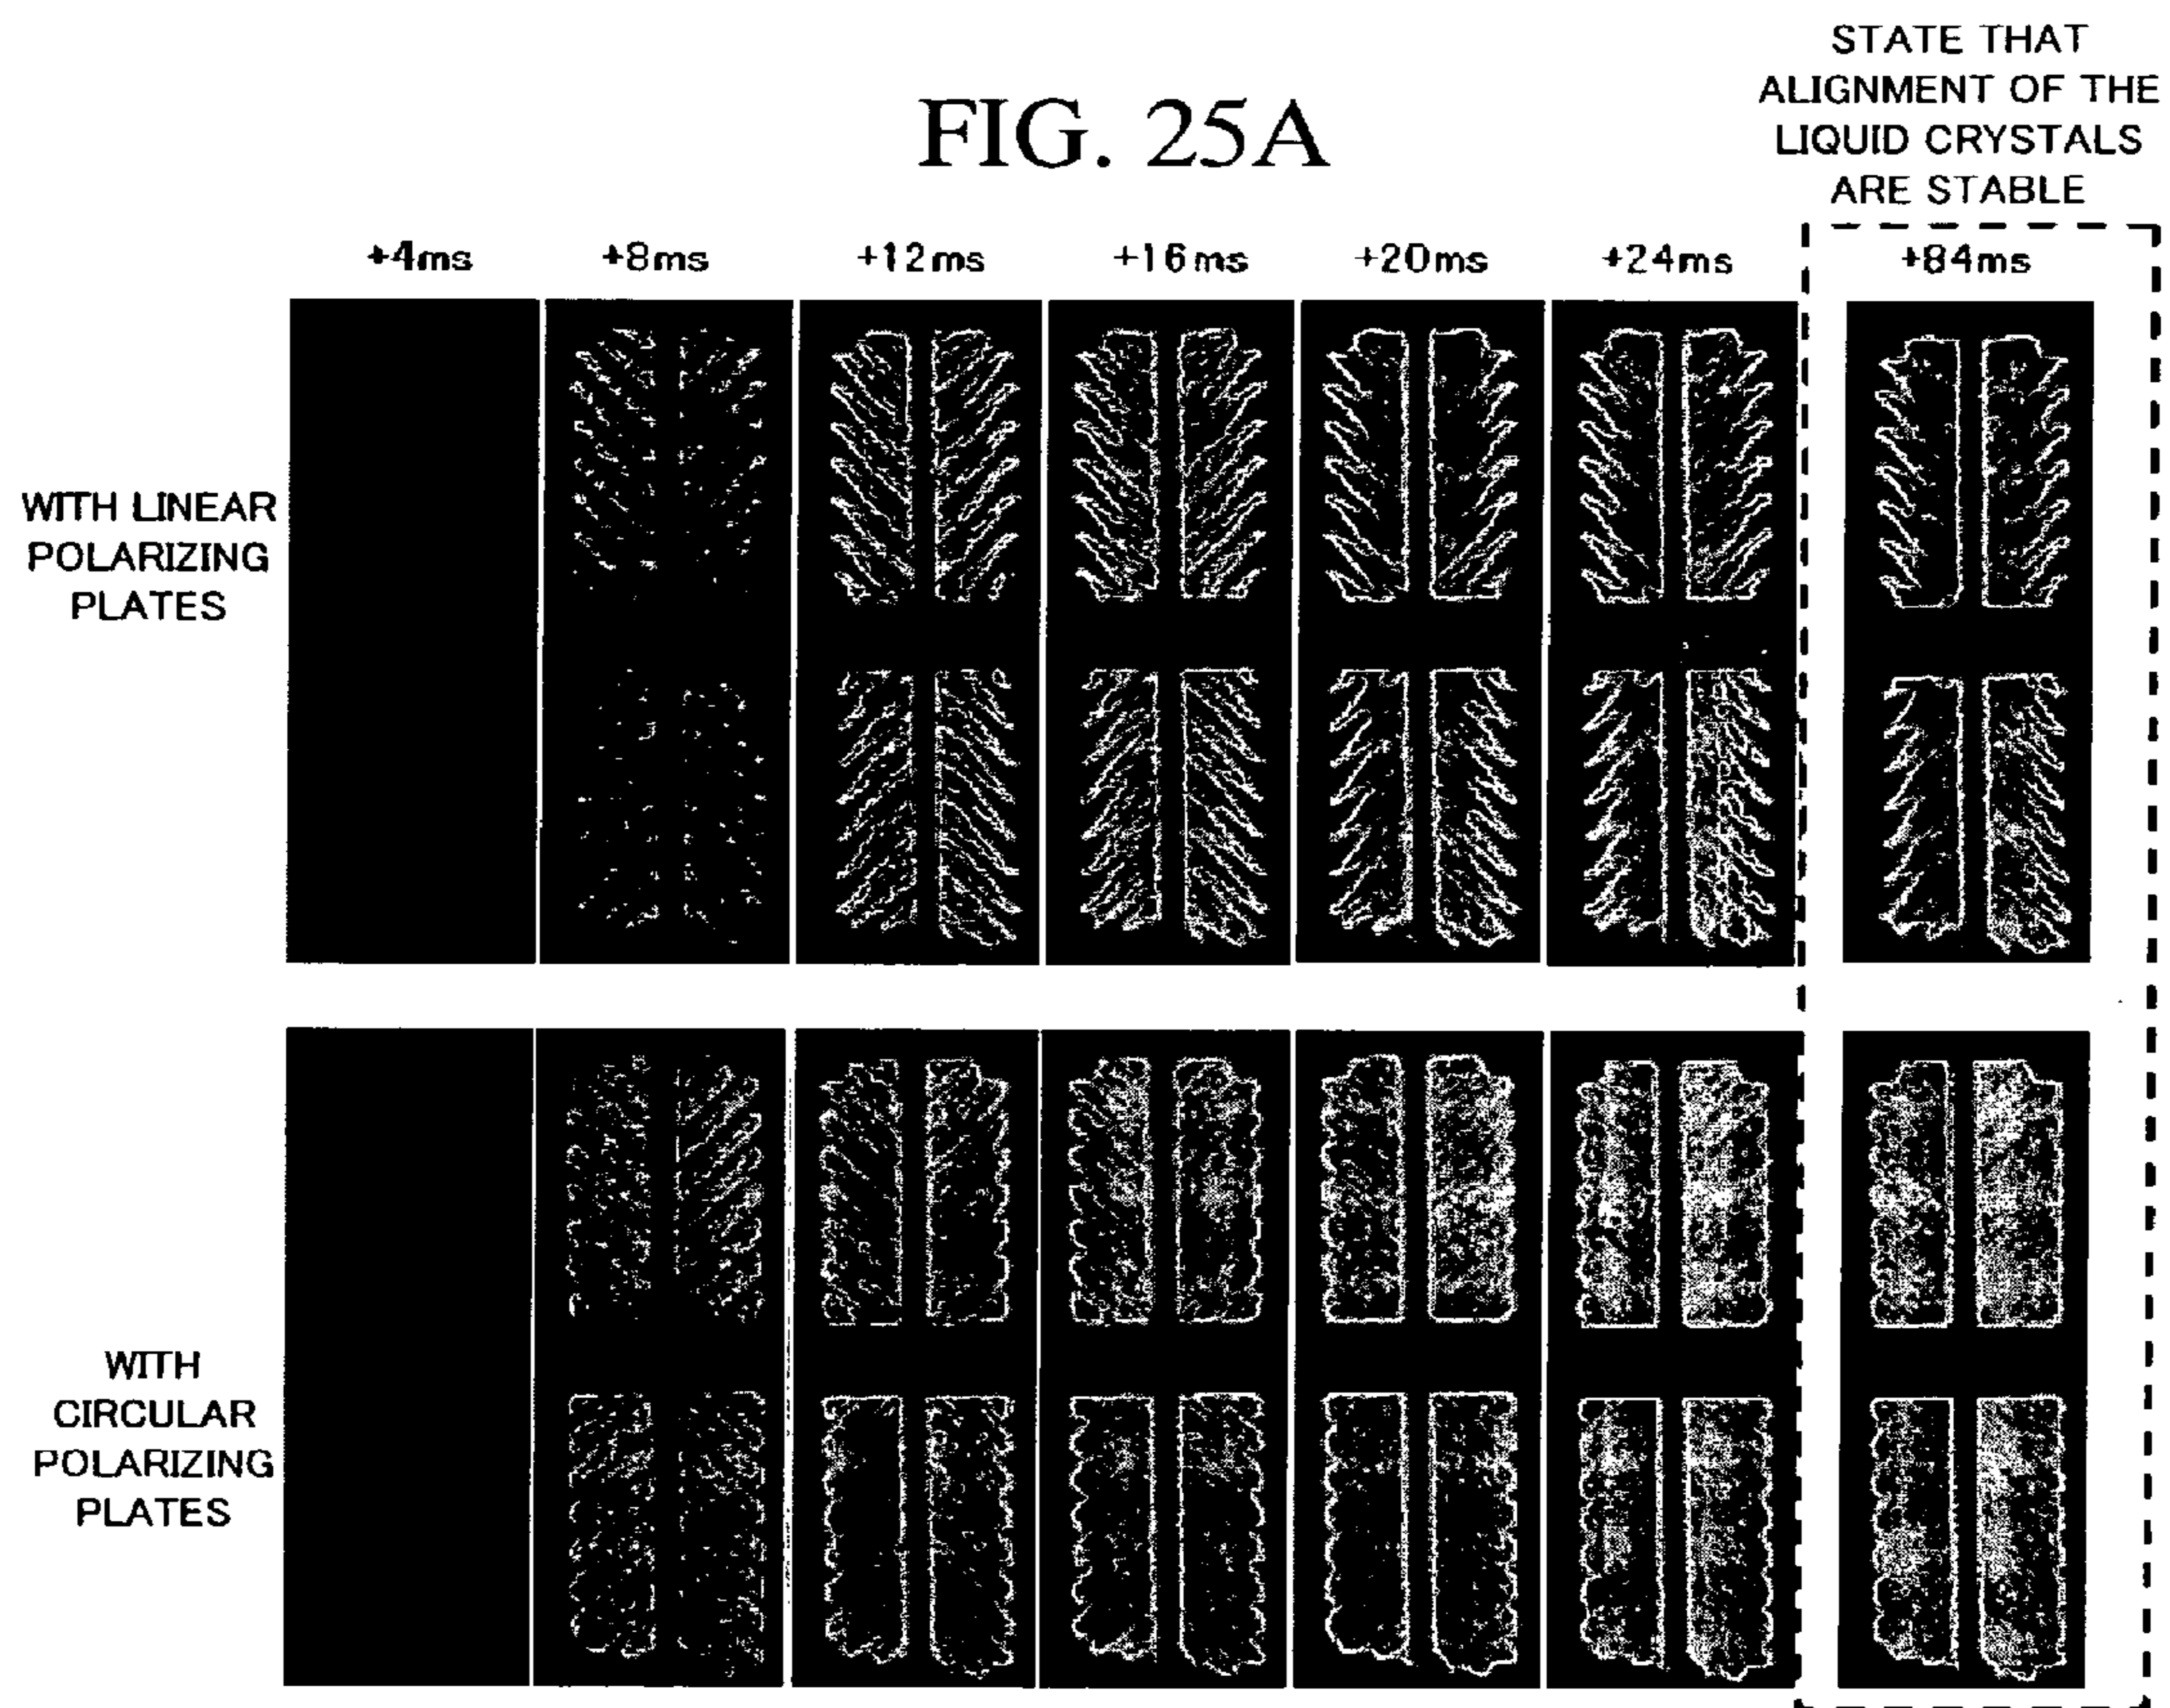 FIG. 25A
STATE THAT
ALIGNMENT OF THE
LIQUID CRYSTALS
ARE STABLE
+4ms +8ms +12ms +16ms +20ms +24ms +84ms
WITH LINEAR
POLARIZING
PLATES
WITH
CIRCULAR
POLARIZING
PLATES